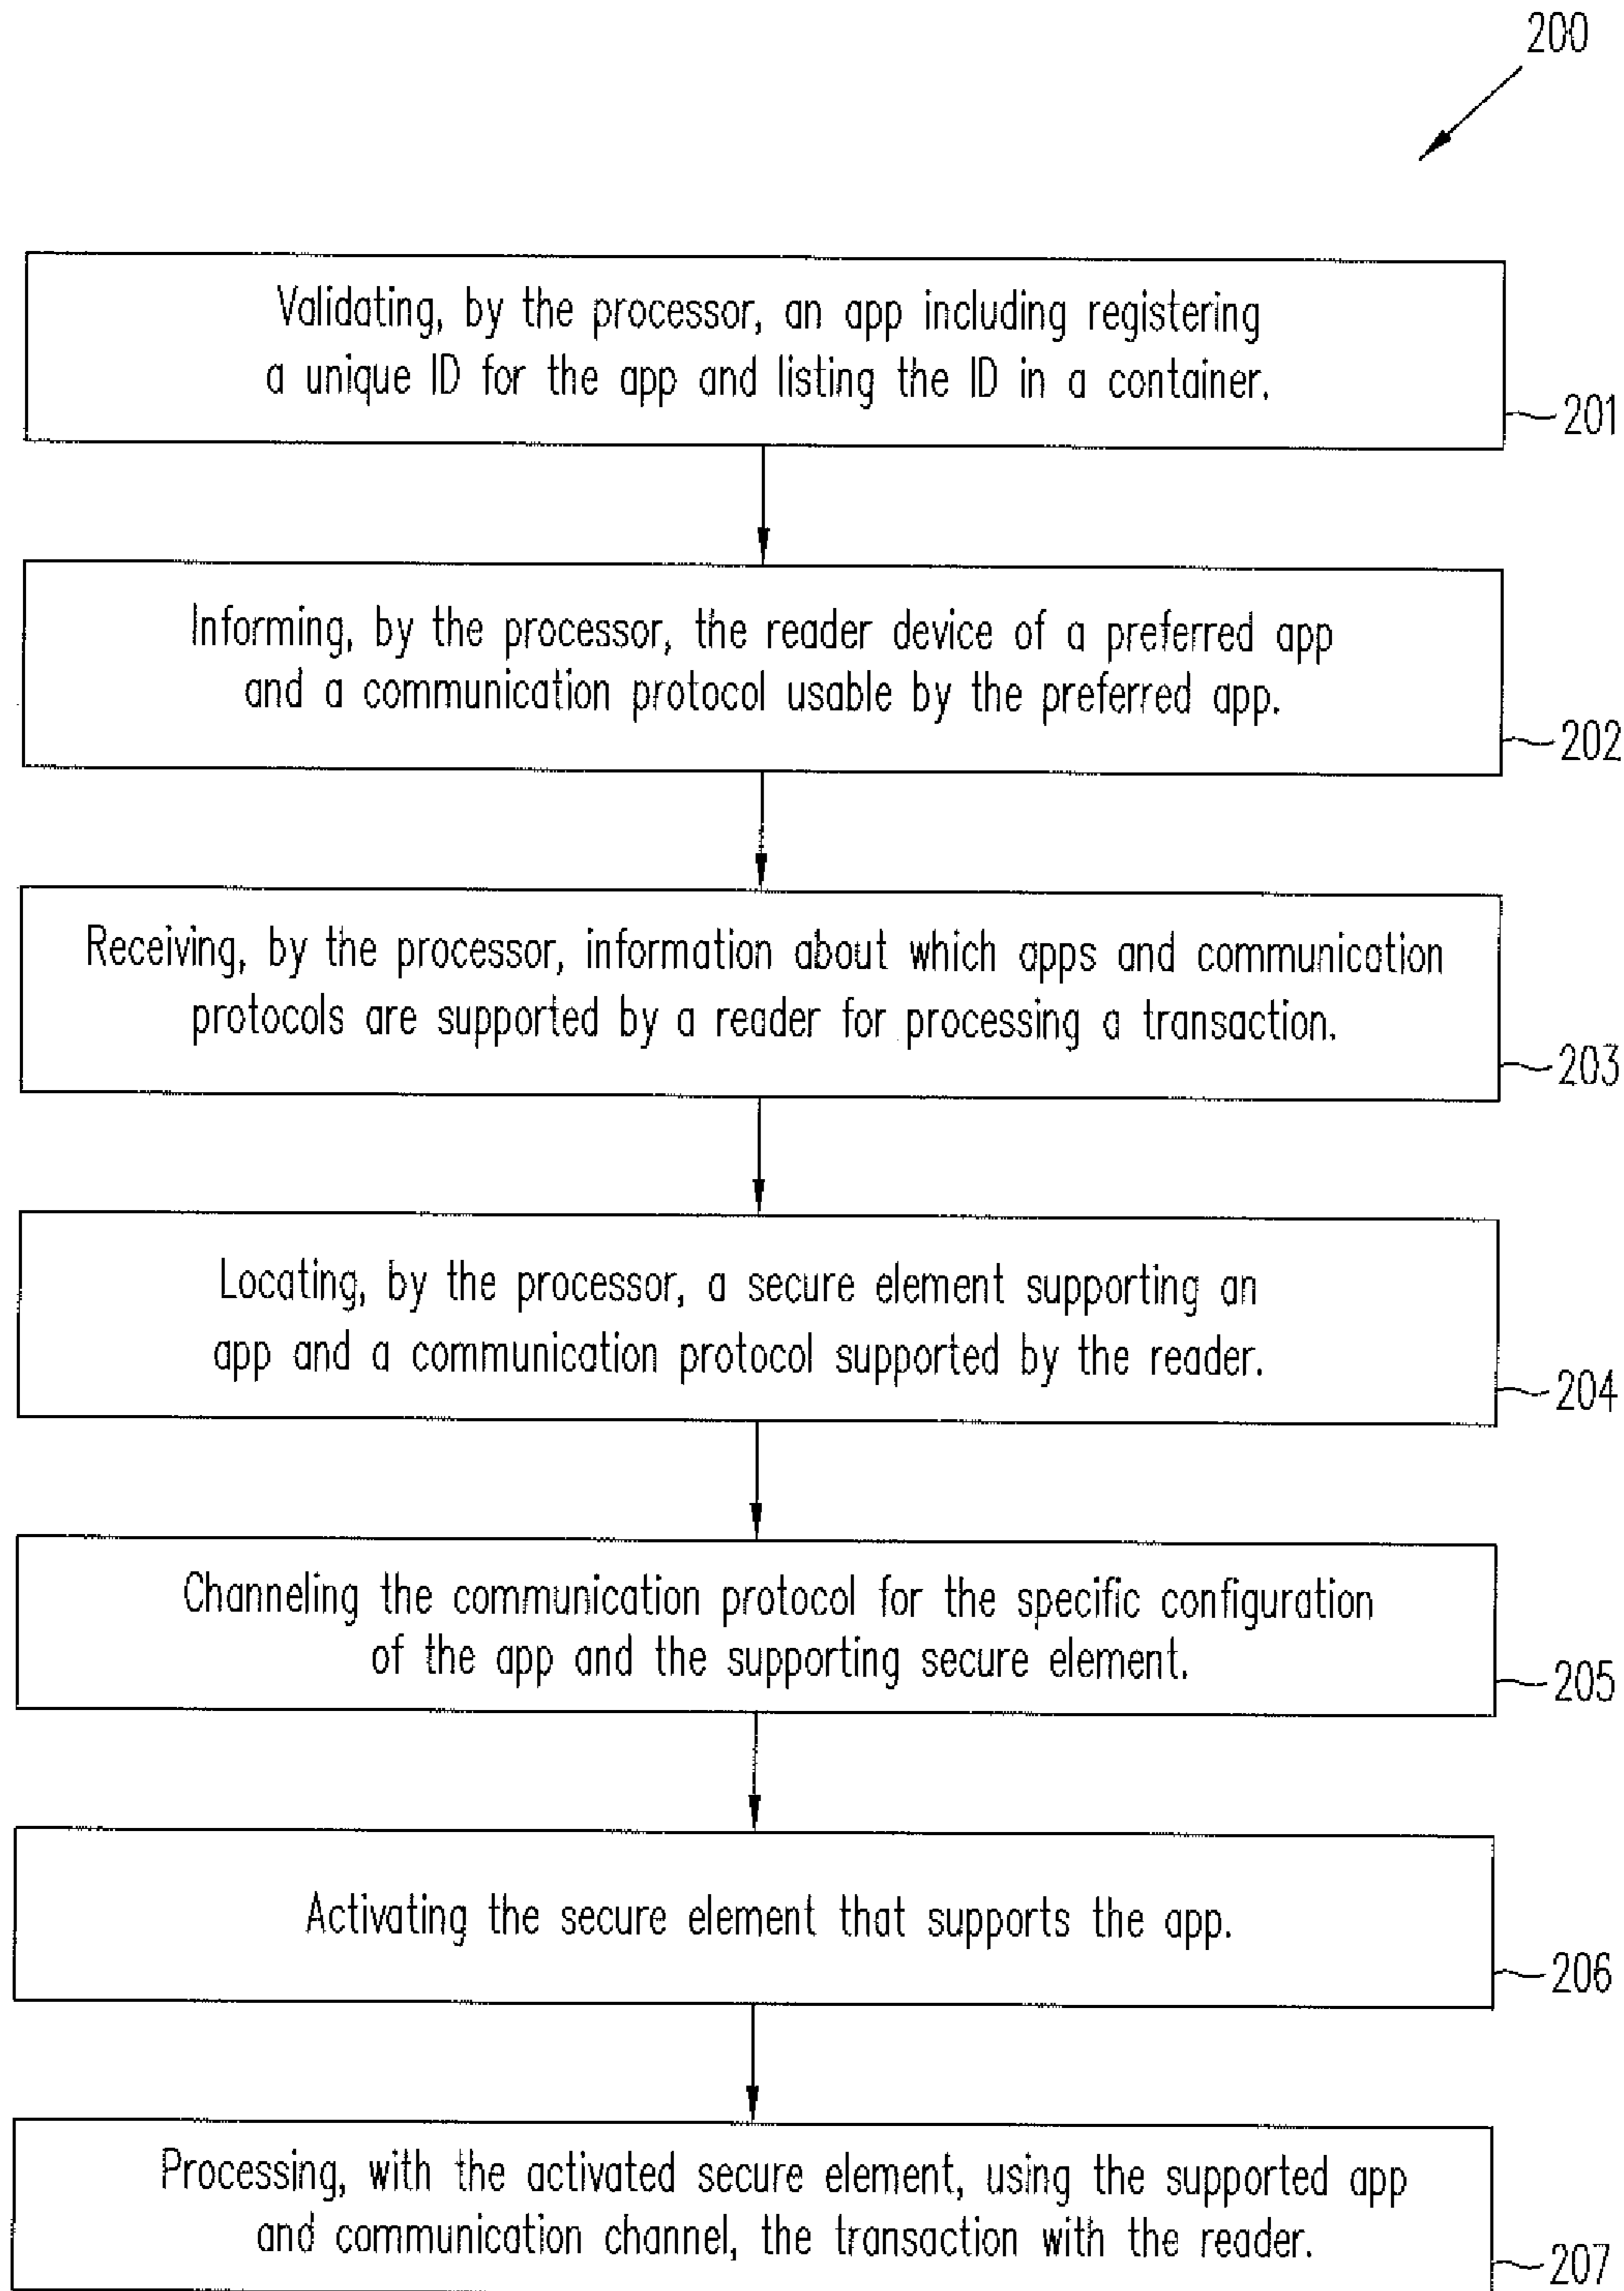 200
Validating, by the processor, an app including registering
a unique ID for the app and listing the ID in a container.
201
Informing, by the processor, the reader device of a preferred app
and a communication protocol usable by the preferred app.
202
Receiving, by the processor, information about which apps and communication
protocols are supported by a reader for processing a transaction.
203
Locating, by the processor, a secure element supporting an
app and a communication protocol supported by the reader.
204
Channeling the communication protocol for the specific configuration
of the app and the supporting secure element.
205
Activating the secure element that supports the app.
206
Processing, with the activated secure element, using the supported app
and communication channel, the transaction with the reader.
207